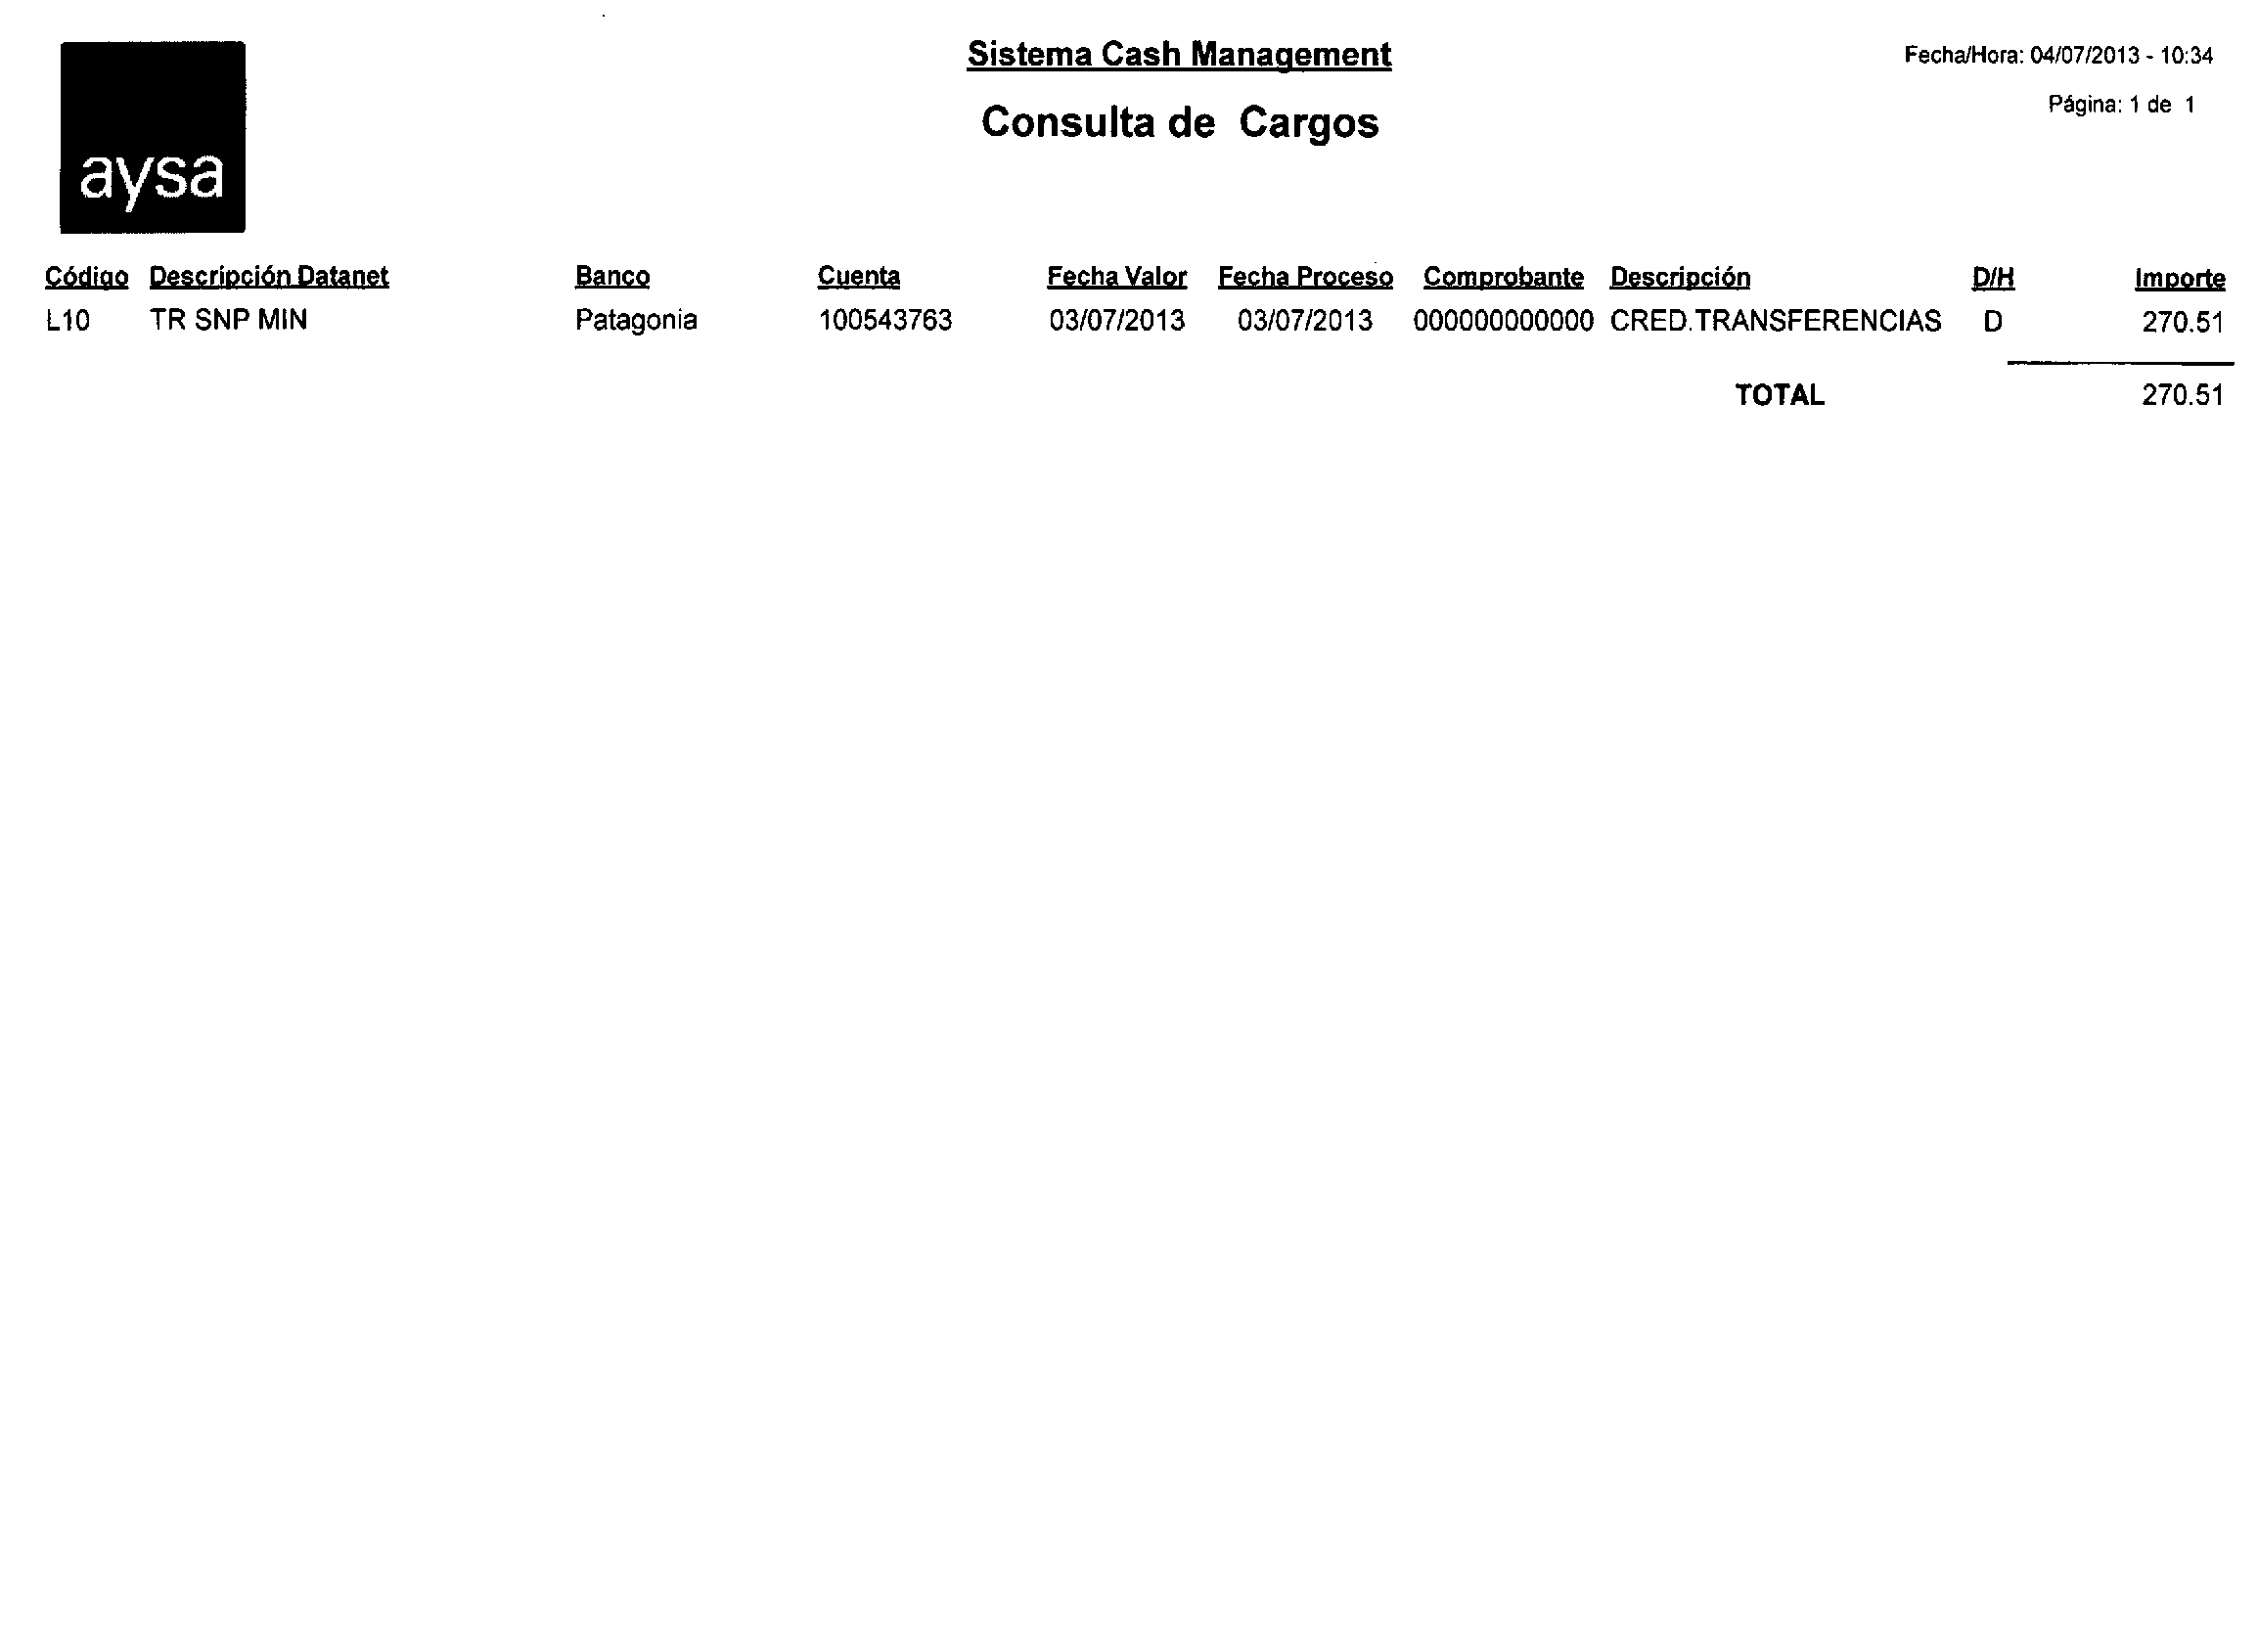 aysa
Sistema Cash Management
Consulta de Cargos
Fecha/Hora: 04/07/2013 - 10:34
Página: 1 de 1
Código Descripción Datanet Banco Cuenta Fecha Valor Fecha Proceso Comprobante Descripción D/H Importe
L10 TR SNP MIN Patagonia 100543763 03/07/2013 03/07/2013 000000000000 CRED.TRANSFERENCIAS D 270.51
TOTAL 270.51